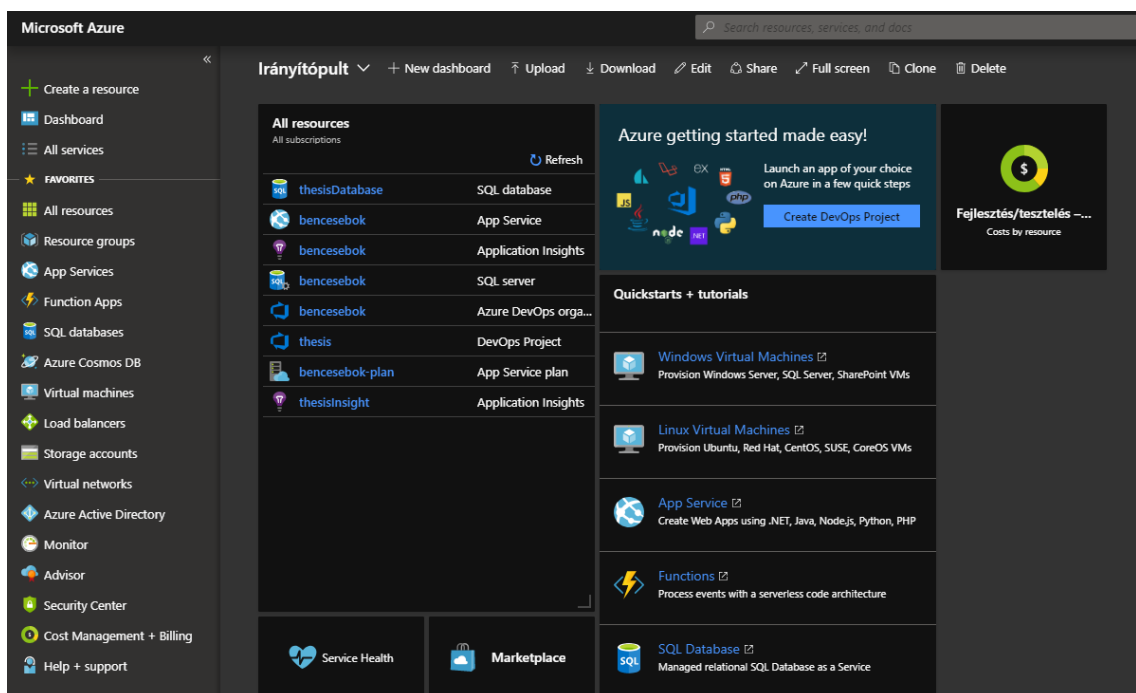 Microsoft Azure
Search resources, services, and docs
«
Create a resource
Dashboard
All services
FAVORITES
All resources
Resource groups
App Services
Function Apps
SQL databases
Azure Cosmos DB
Virtual machines
Load balancers
Storage accounts
Virtual networks
Azure Active Directory
Monitor
Advisor
Security Center
Cost Management + Billing
Help + support
Irányítópult
New dashboard
Upload
Download
Edit
Share
Full screen
Clone
Delete
All resources
All subscriptions
Refresh
SQL thesisDatabase SQL database
bencesebok App Service
bencesebok Application Insights
SQL bencesebok SQL server
bencesebok Azure DevOps orga...
thesis DevOps Project
bencesebok-plan App Service plan
thesisInsight Application Insights
Service Health
Marketplace
Azure getting started made easy!
ex
JS
php
node
NET
Launch an app of your choice
on Azure in a few quick steps
Create DevOps Project
Quickstarts + tutorials
Windows Virtual Machines
Provision Windows Server, SQL Server, SharePoint VMs
Linux Virtual Machines
Provision Ubuntu, Red Hat, CentOS, SUSE, CoreOS VMs
App Service
Create Web Apps using .NET, Java, Node.js, Python, PHP
Functions
Process events with a serverless code architecture
SQL
SQL Database
Managed relational SQL Database as a Service
$
Fejlesztés/tesztelés –...
Costs by resource